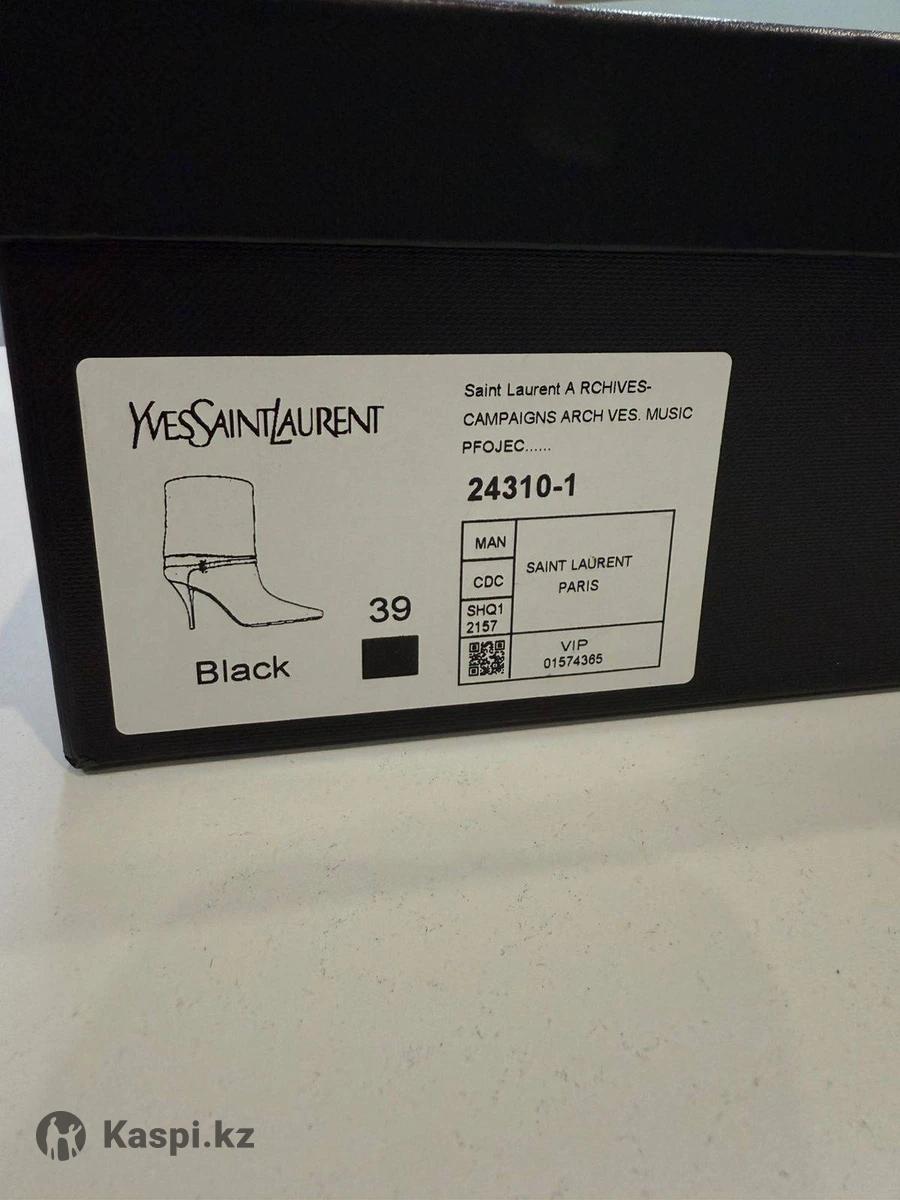 YVESSAINTLAURENT
Saint Laurent A RCHIVES-
CAMPAIGNS ARCH VES. MUSIC
PFOJEC......
24310-1
MAN
CDC
SHQ1
2157
SAINT LAURENT
PARIS
VIP
01574365
39
Black
Kaspi.kz